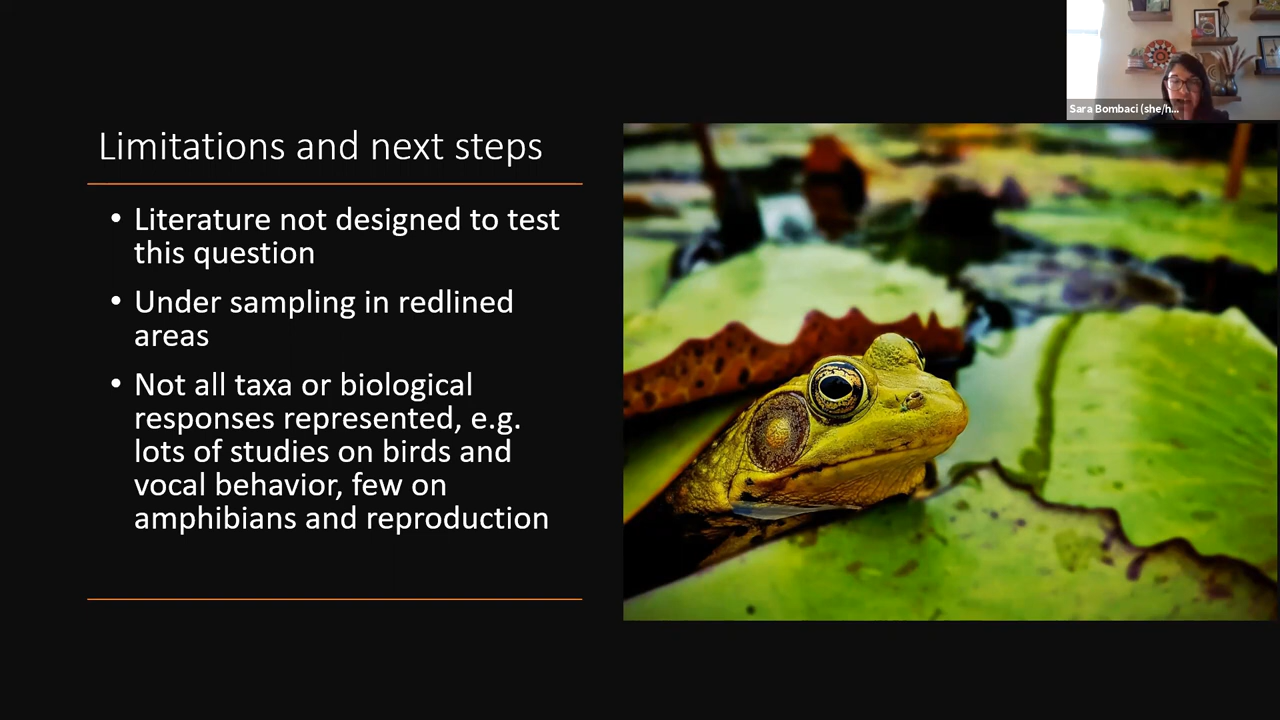 Sara Bombaci (she/h...
Limitations and next steps
• Literature not designed to test
this question
• Under sampling in redlined
areas
• Not all taxa or biological
responses represented, e.g.
lots of studies on birds and
vocal behavior, few on
amphibians and reproduction